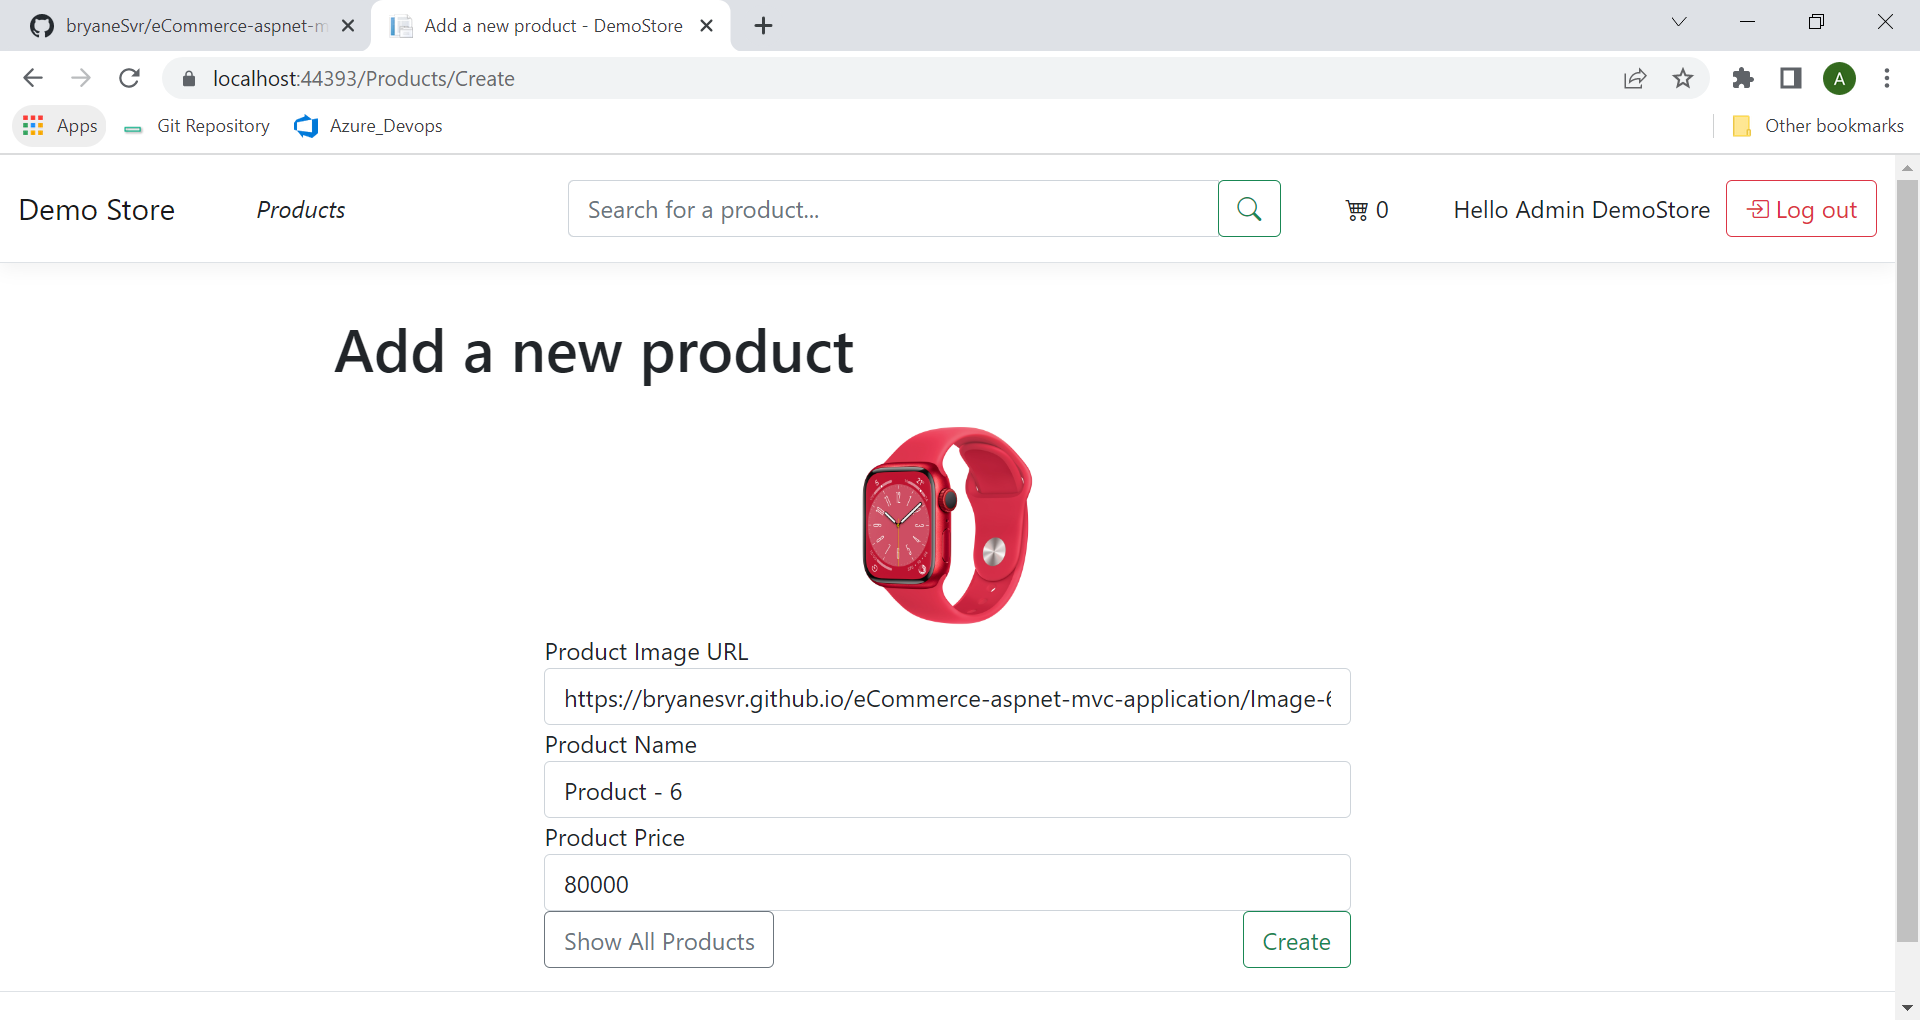 bryaneSvr/eCommerce-aspnet-m
Add a new product - DemoStore
localhost:44393/Products/Create
A
Apps
Git Repository
Azure_Devops
Other bookmarks
Demo Store
Products
Search for a product...
0
Hello Admin DemoStore
Log out
Add a new product
Product Image URL
https://bryanesvr.github.io/eCommerce-aspnet-mvc-application/Image-6
Product Name
Product - 6
Product Price
80000
Show All Products
Create